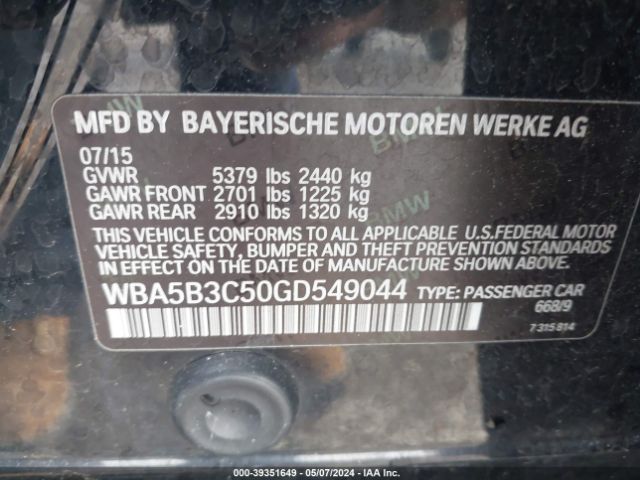 MFD BY BAYERISCHE MOTOREN WERKE AG
07/15
GVWR 5379 lbs 2440 kg
GAWR FRONT 2701 lbs 1225 kg
GAWR REAR 2910 lbs 1320 kg
THIS VEHICLE CONFORMS TO ALL APPLICABLE U.S.FEDERAL MOTOR
VEHICLE SAFETY, BUMPER AND THEFT PREVENTION STANDARDS
IN EFFECT ON THE DATE OF MANUFACTURE SHOWN ABOVE.
WBA5B3C50GD549044 TYPE: PASSENGER CAR
668/9
7 315 814
000-39351649 - 05/07/2024 - IAA Inc.